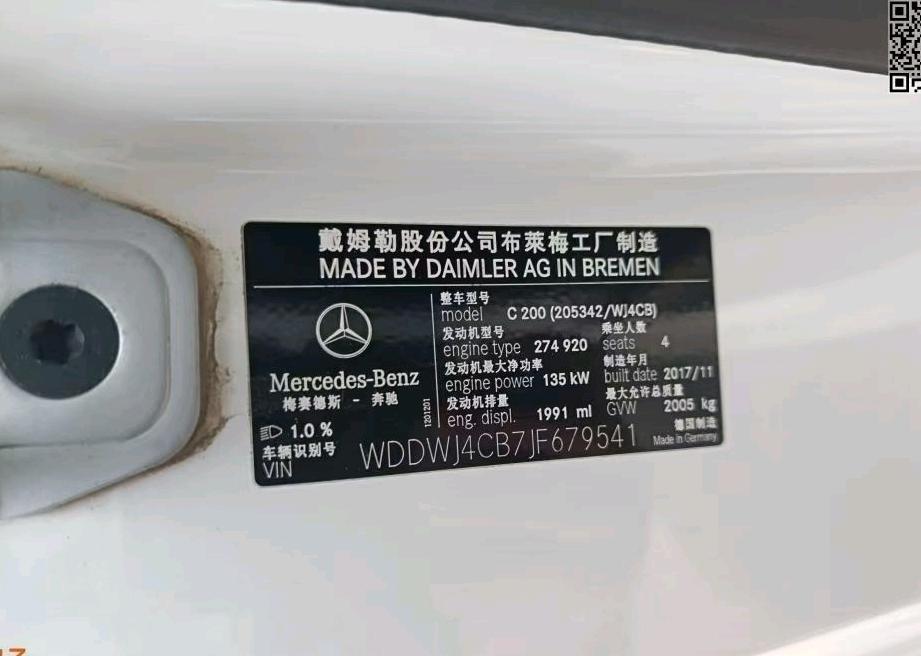 戴姆勒股份公司布莱梅工厂制造
MADE BY DAIMLER AG IN BREMEN
Mercedes-Benz
梅赛德斯 - 奔驰
1.0 %
整车型号
model C 200 (205342/WJ4CB)
发动机型号 乘坐人数
engine type 274 920 seats 4
发动机最大净功率 制造年月
engine power 135 kW built date 2017/11
发动机排量 最大允许总质量
eng. displ. 1991 ml GVW 2005 kg
1201201
车辆识别号 德国制造
VIN WDDWJ4CB7JF679541 Made in Germany